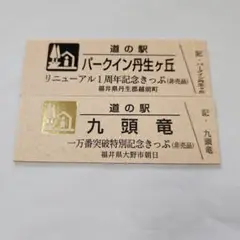 道の駅
パークイン丹生ヶ丘
リニューアル1周年記念きっぷ(非売品)
福井県丹生郡越前町
記・パークイン丹生ヶ丘
道の駅
九頭竜
一万番突破特別記念きっぷ(非売品)
福井県大野市朝日
記・九頭竜